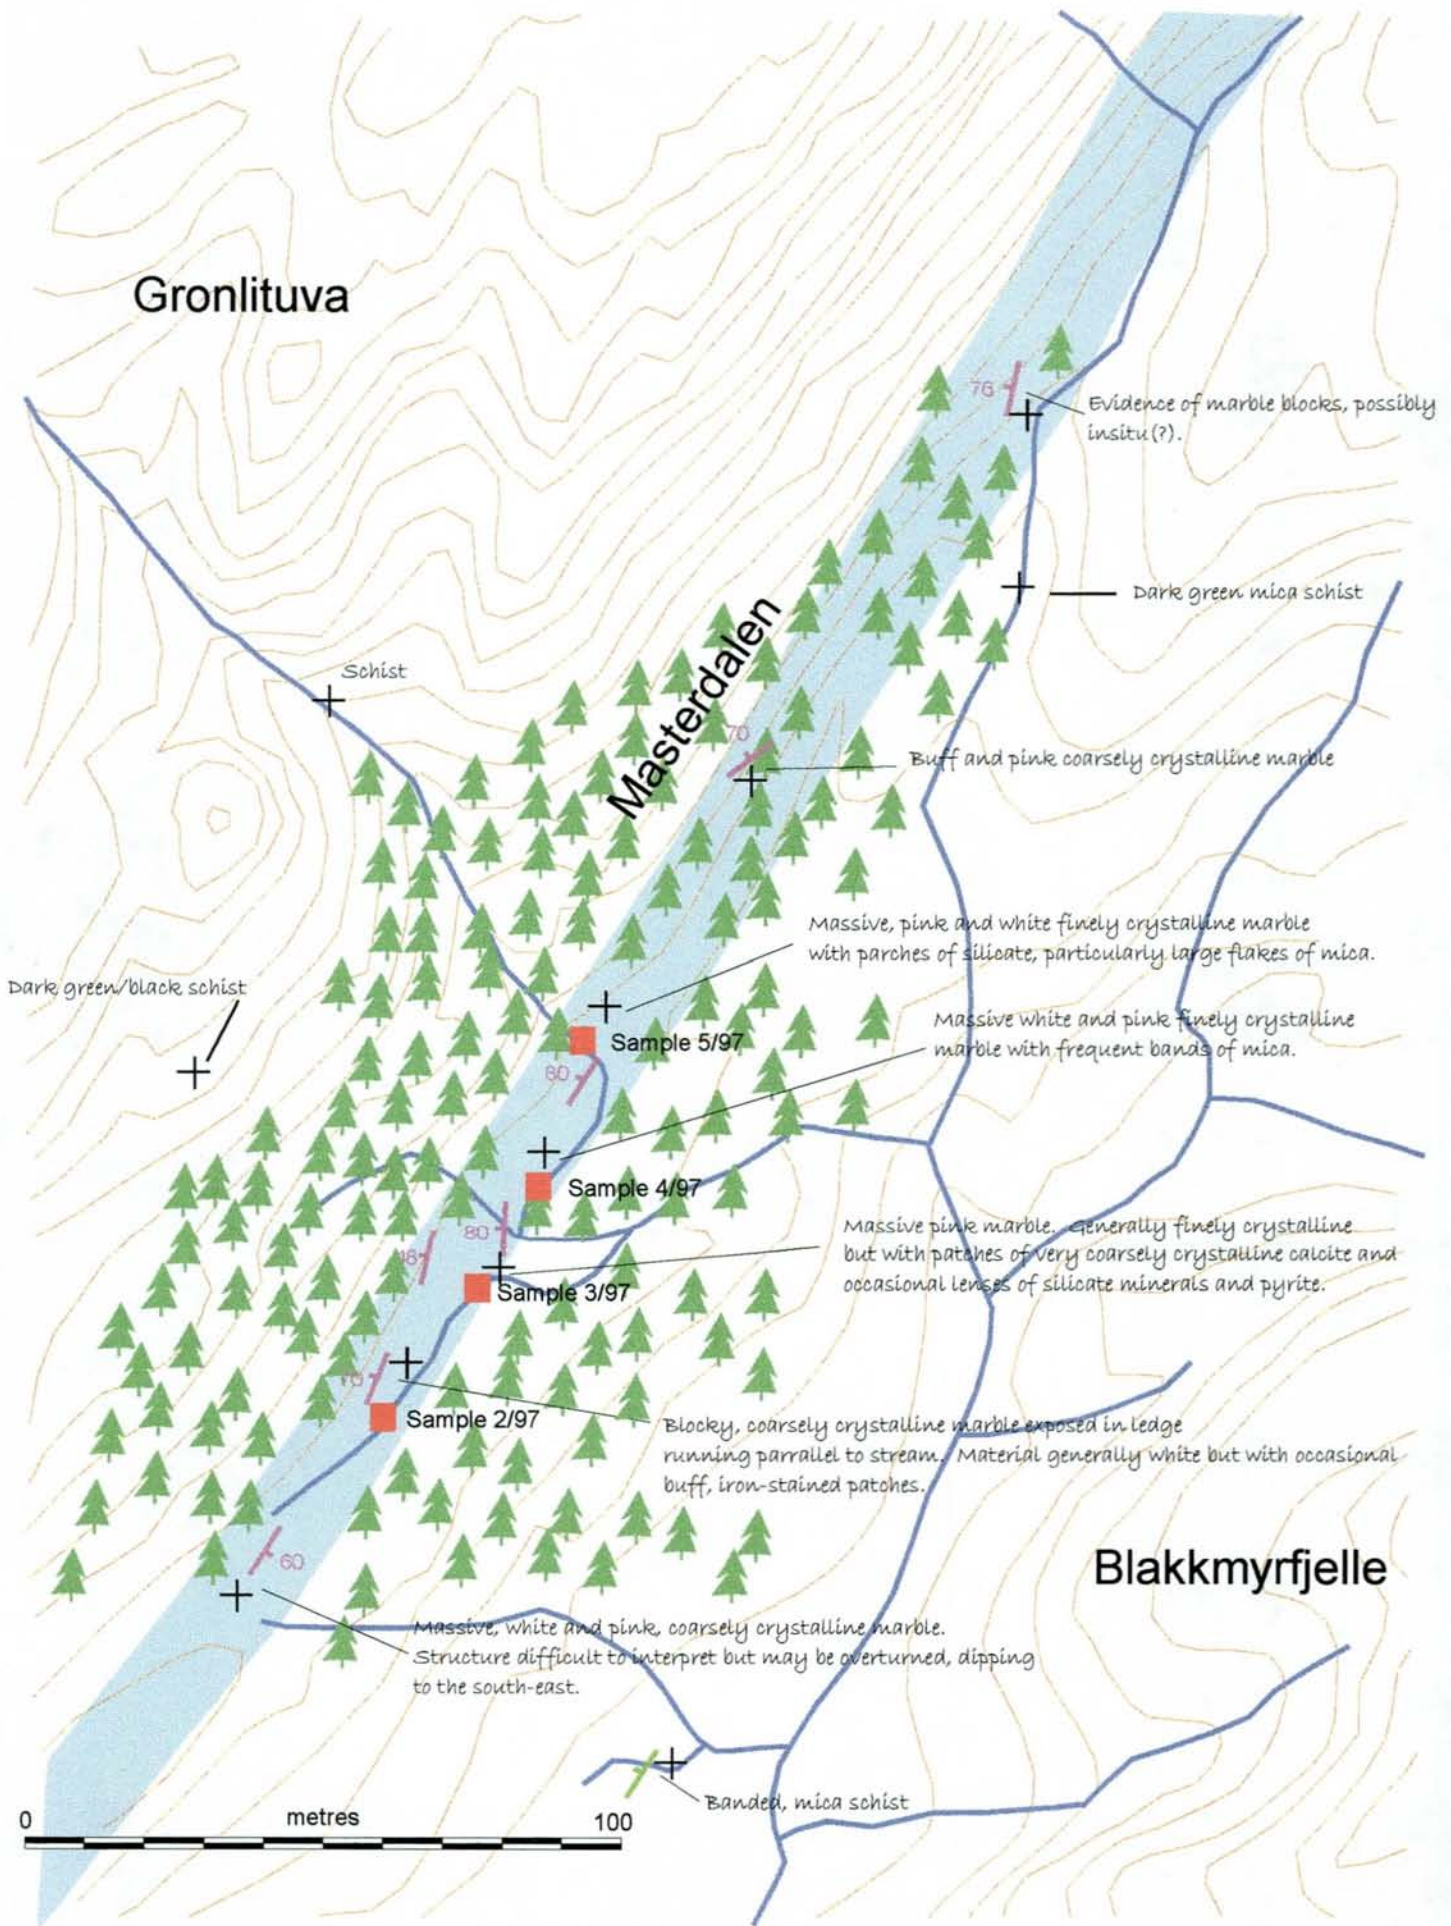 Gronlituva
76
Evidence of marble blocks, possibly
insitu(?).
Dark green mica schist
Masterdalen
Schist
70
Buff and pink coarsely crystalline marble
Massive, pink and white finely crystalline marble
with parches of silicate, particularly large flakes of mica.
Dark green/black schist
Massive white and pink finely crystalline
marble with frequent bands of mica.
Sample 5/97
80
Sample 4/97
80
Massive pink marble. Generally finely crystalline
but with patches of very coarsely crystalline calcite and
occasional lenses of silicate minerals and pyrite.
Sample 3/97
Sample 2/97
Blocky, coarsely crystalline marble exposed in ledge
running parrallel to stream. Material generally white but with occasional
buff, iron-stained patches.
60
Blakkmyrfjelle
Massive, white and pink, coarsely crystalline marble.
Structure difficult to interpret but may be overturned, dipping
to the south-east.
Banded, mica schist
0 metres 100